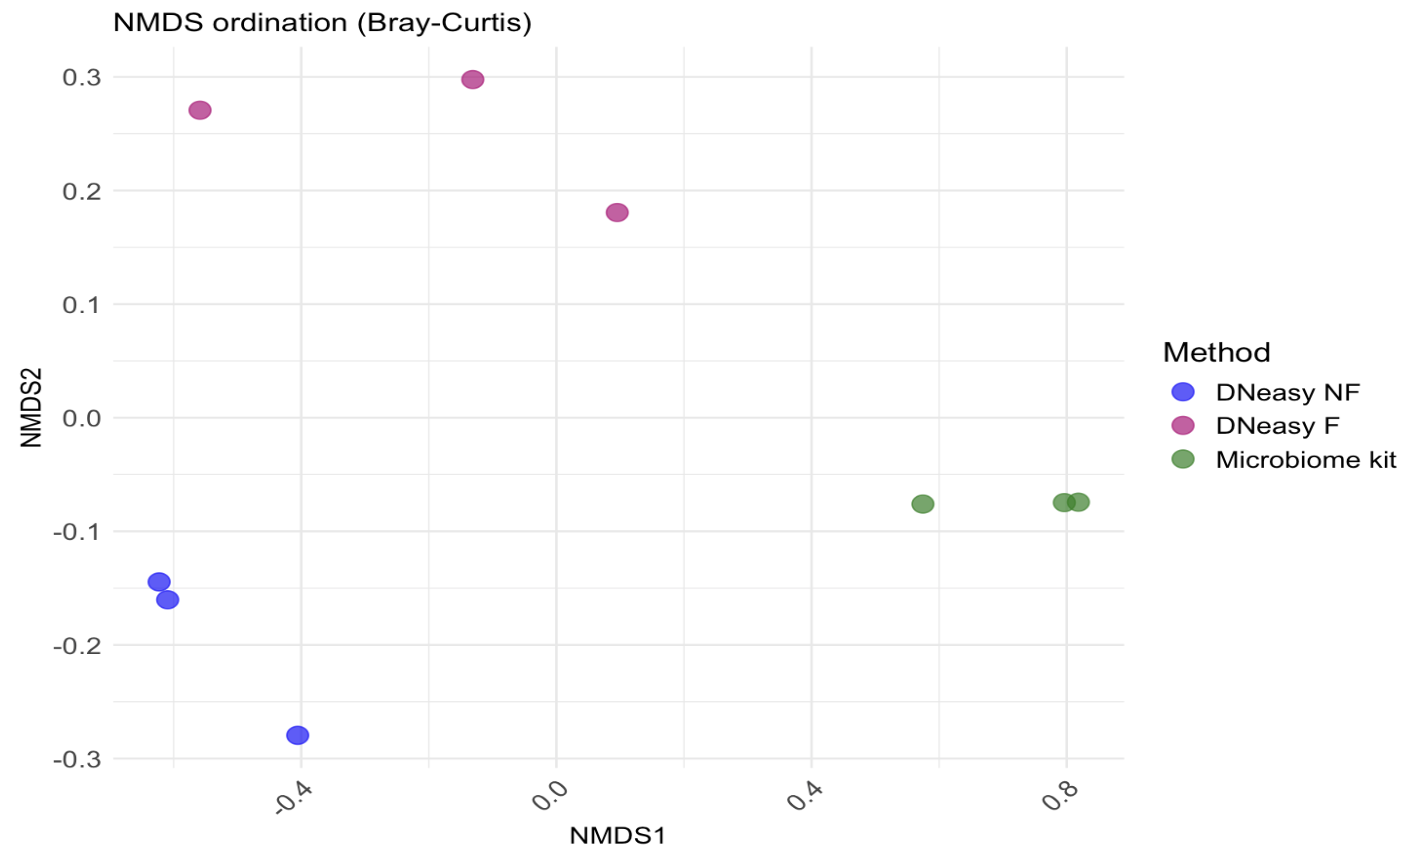 NMDS ordination (Bray-Curtis)
0.3
0.2
0.1
0.0
-0.1
-0.2
-0.3
NMDS2
-0.4
0.0
0.4
0.8
NMDS1
Method
DNeasy NF
DNeasy F
Microbiome kit